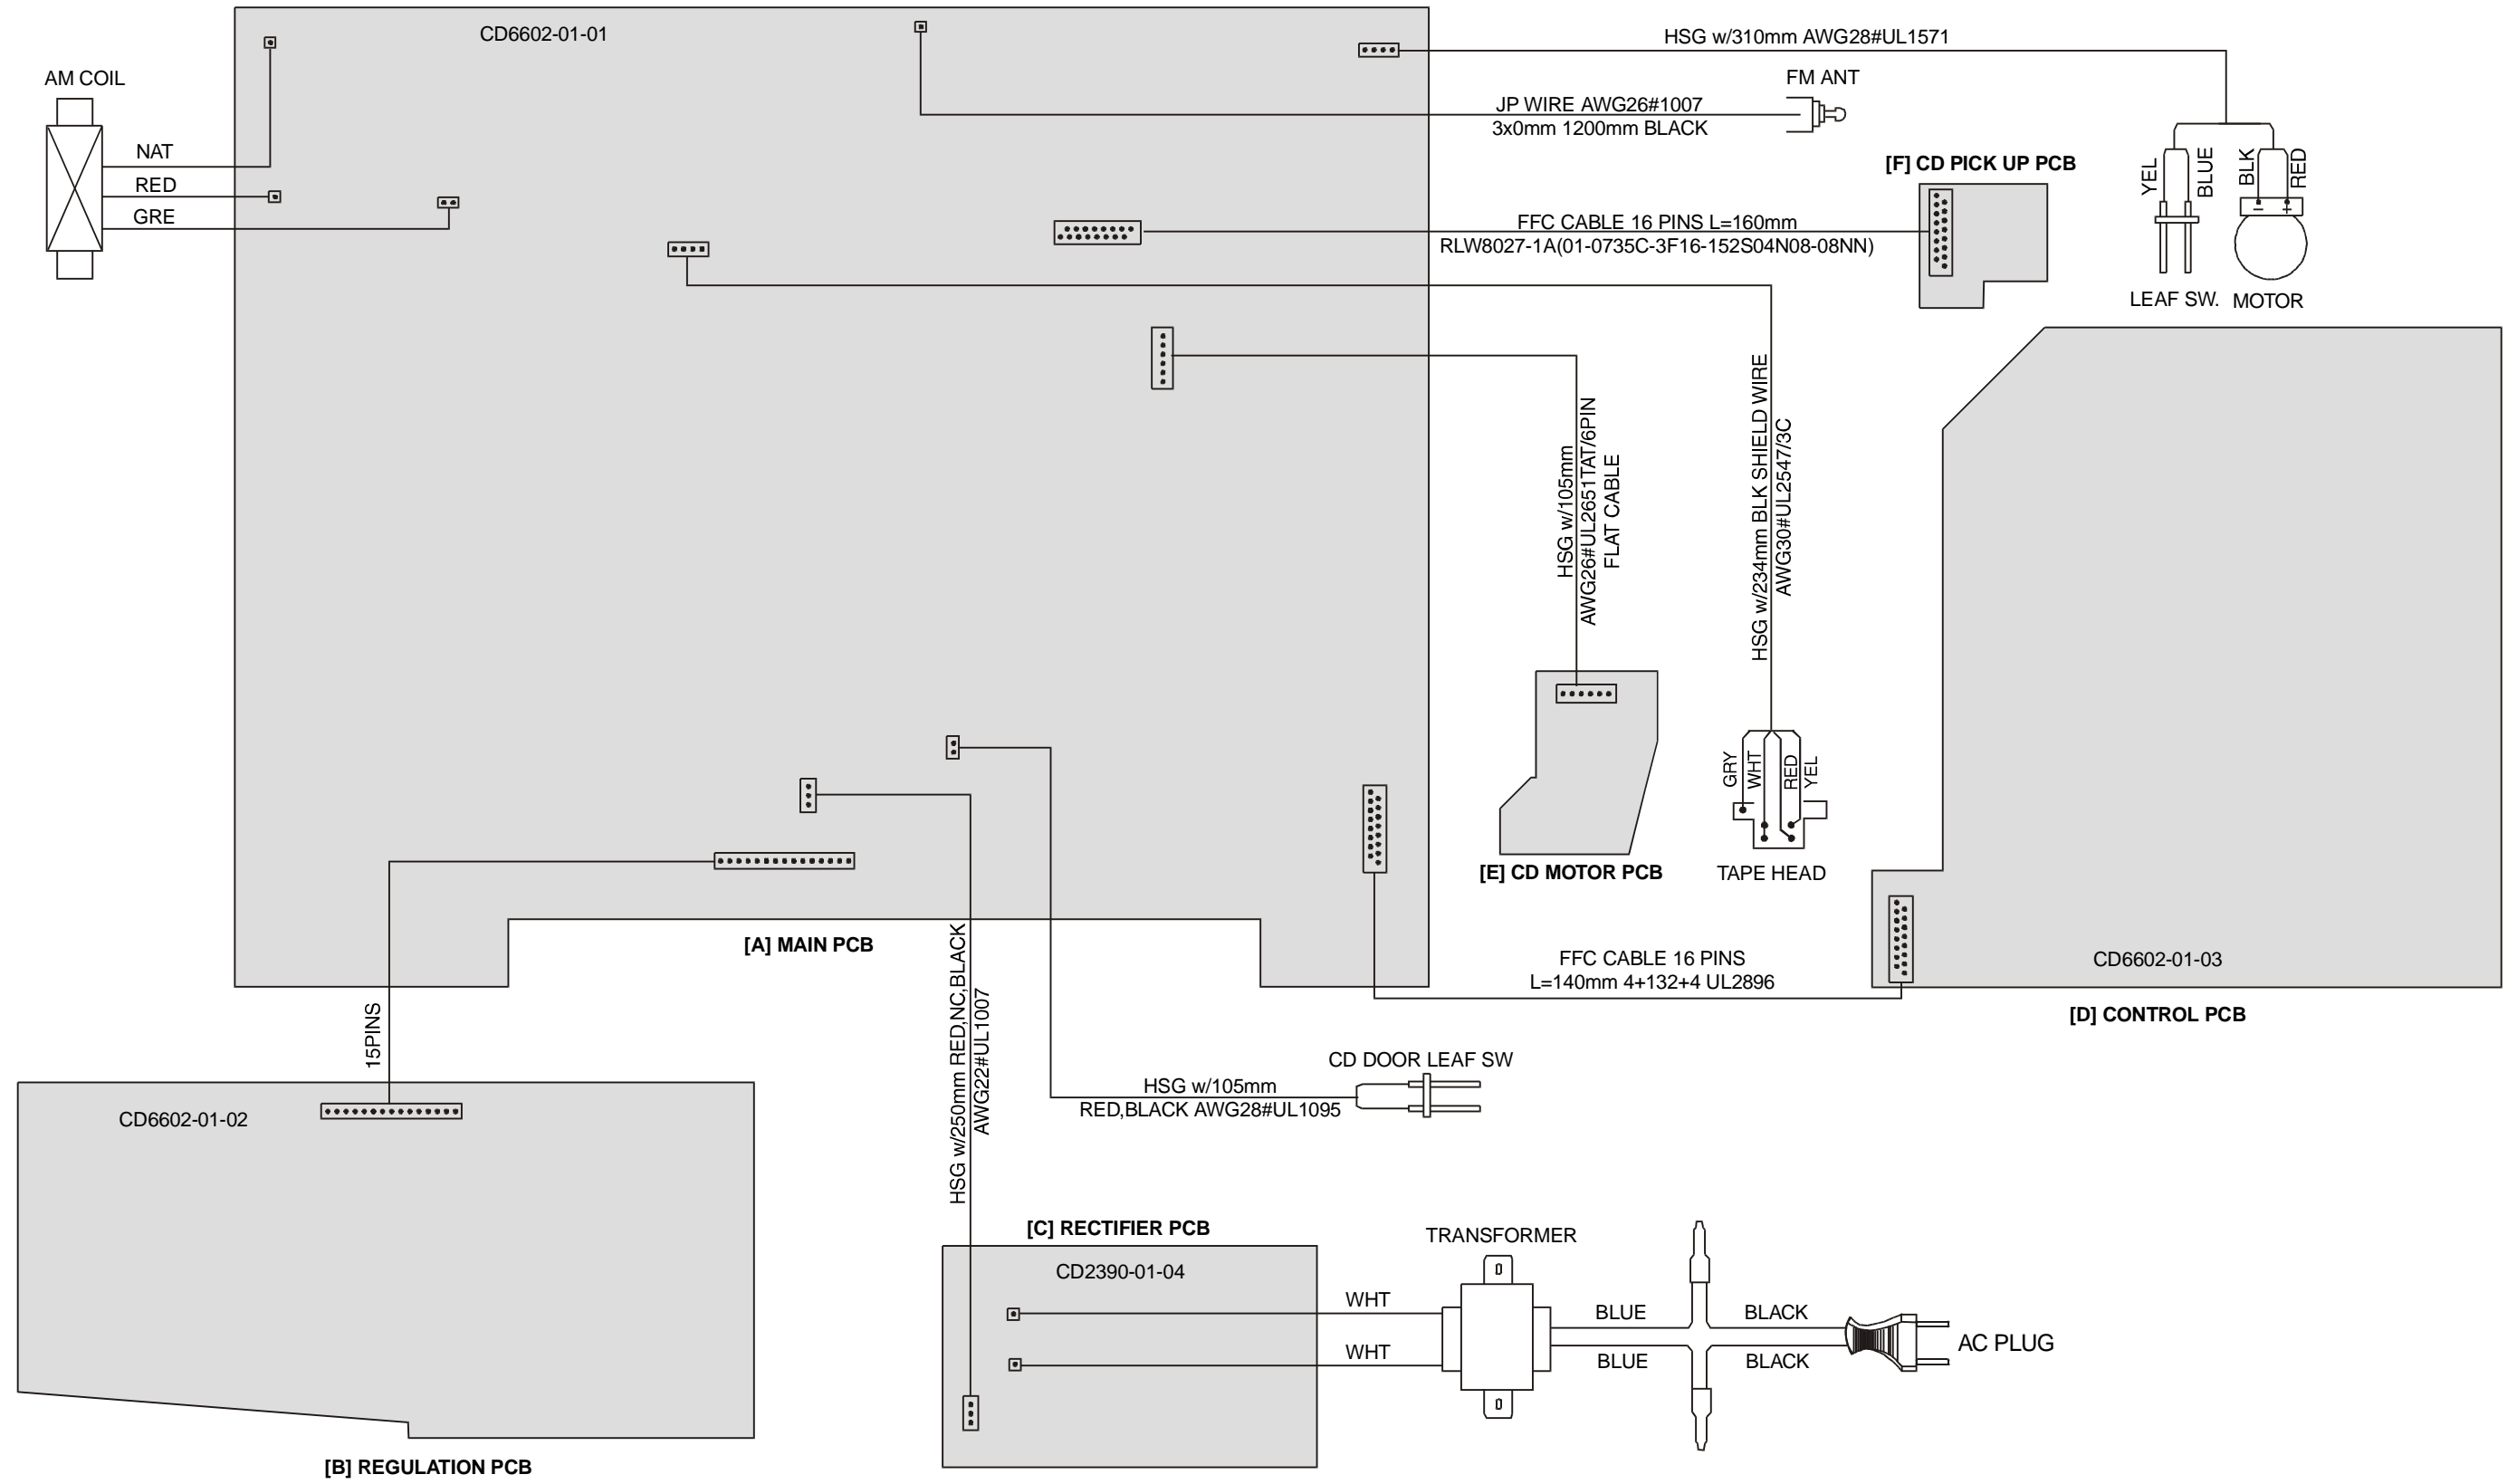 CD6602-01-01
HSG w/310mm AWG28#UL1571
AM COIL
FM ANT
JP WIRE AWG26#1007
3x0mm 1200mm BLACK
NAT
RED
GRE
[F] CD PICK UP PCB
YEL
BLUE
BLK
RED
− +
FFC CABLE 16 PINS L=160mm
RLW8027-1A(01-0735C-3F16-152S04N08-08NN)
LEAF SW.
MOTOR
HSG w/105mm
AWG26#UL2651TAT/6PIN
FLAT CABLE
HSG w/234mm BLK SHIELD WIRE
AWG30#UL2547/3C
GRY
WHT
RED
YEL
[E] CD MOTOR PCB
TAPE HEAD
[A] MAIN PCB
FFC CABLE 16 PINS
L=140mm 4+132+4 UL2896
CD6602-01-03
[D] CONTROL PCB
15PINS
HSG w/250mm RED,NC,BLACK
AWG22#UL1007
CD DOOR LEAF SW
HSG w/105mm
RED,BLACK AWG28#UL1095
CD6602-01-02
[B] REGULATION PCB
[C] RECTIFIER PCB
CD2390-01-04
TRANSFORMER
WHT
WHT
BLUE
BLACK
BLUE
BLACK
AC PLUG